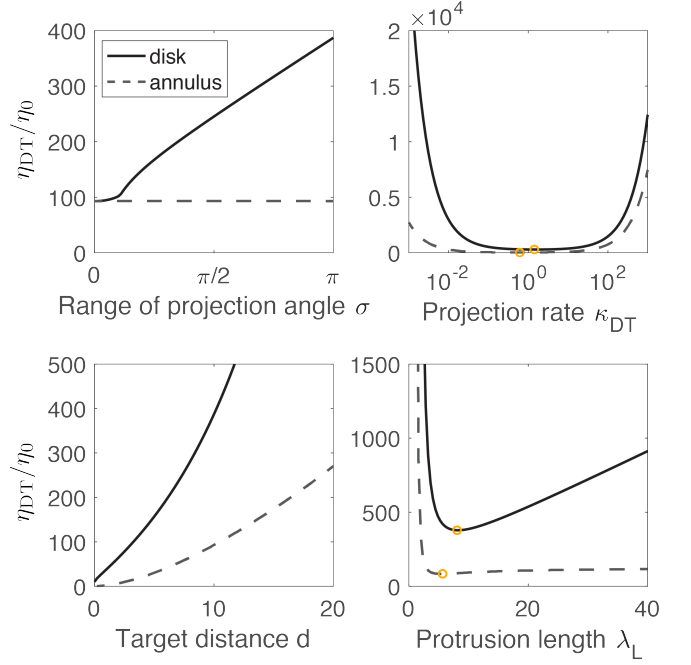 400
300
200
100
0
η_DT/η_0
disk
annulus
0 π/2 π
Range of projection angle σ
×10^4
2
1.5
1
0.5
0
10^-2 10^0 10^2
Projection rate κ_DT
500
400
300
200
100
0
η_DT/η_0
0 10 20
Target distance d
1500
1000
500
0
0 20 40
Protrusion length λ_L